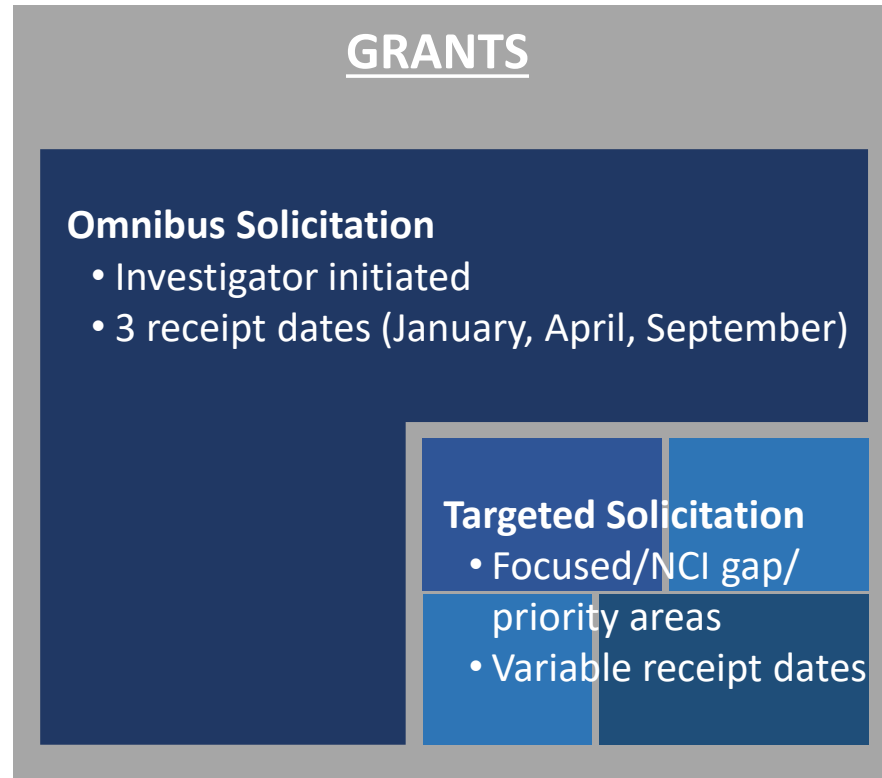 GRANTS
Omnibus Solicitation
• Investigator initiated
• 3 receipt dates (January, April, September)
Targeted Solicitation
• Focused/NCI gap/
priority areas
• Variable receipt dates